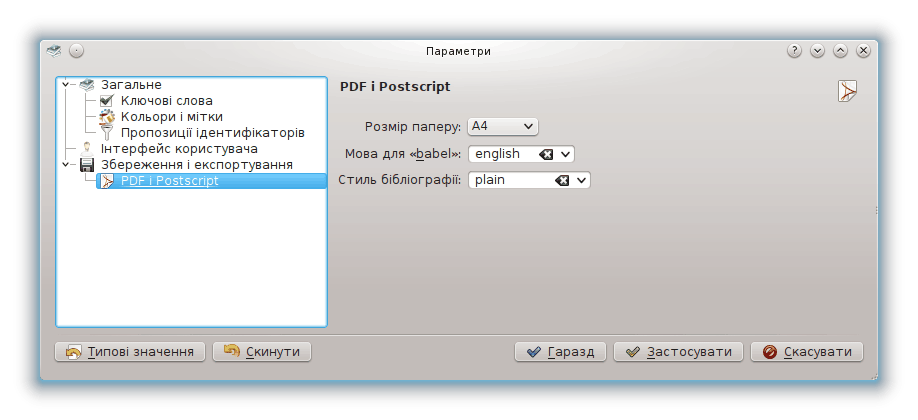 Параметри
Загальне
Ключові слова
Кольори і мітки
Пропозиції ідентифікаторів
Інтерфейс користувача
Збереження і експортування
PDF і Postscript
PDF і Postscript
Розмір паперу: A4
Мова для «babel»: english
Стиль бібліографії: plain
Типові значення Скинути Гаразд Застосувати Скасувати